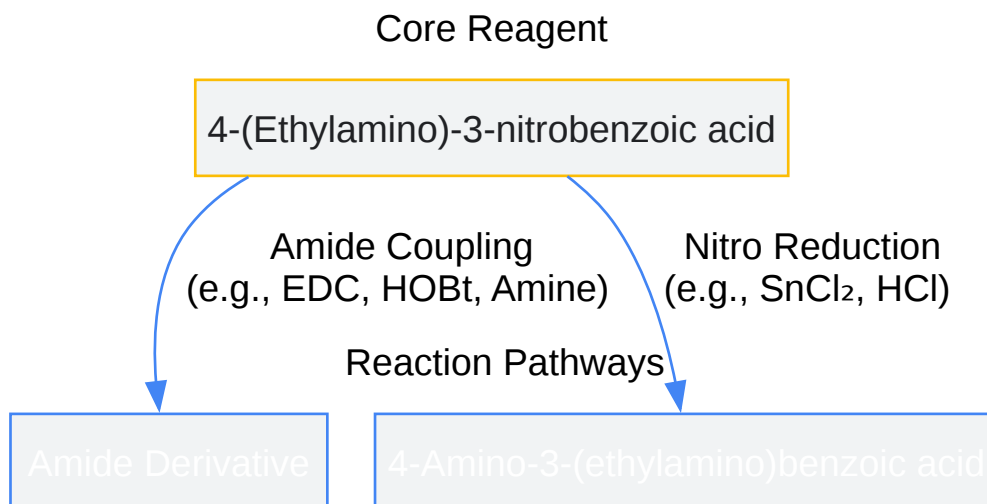 Core Reagent
4-(Ethylamino)-3-nitrobenzoic acid
Amide Coupling
(e.g., EDC, HOBt, Amine)
Nitro Reduction
(e.g., SnCl₂, HCl)
Reaction Pathways
Amide Derivative
4-Amino-3-(ethylamino)benzoic acid